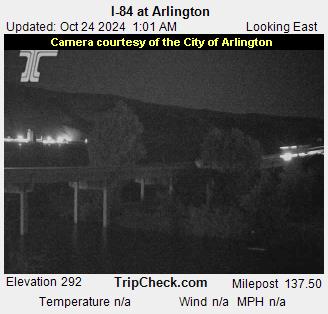 I-84 at Arlington
Updated: Oct 24 2024 1:01 AM Looking East
Camera courtesy of the City of Arlington
Elevation 292 TripCheck.com Milepost 137.50
Temperature n/a Wind n/a MPH n/a